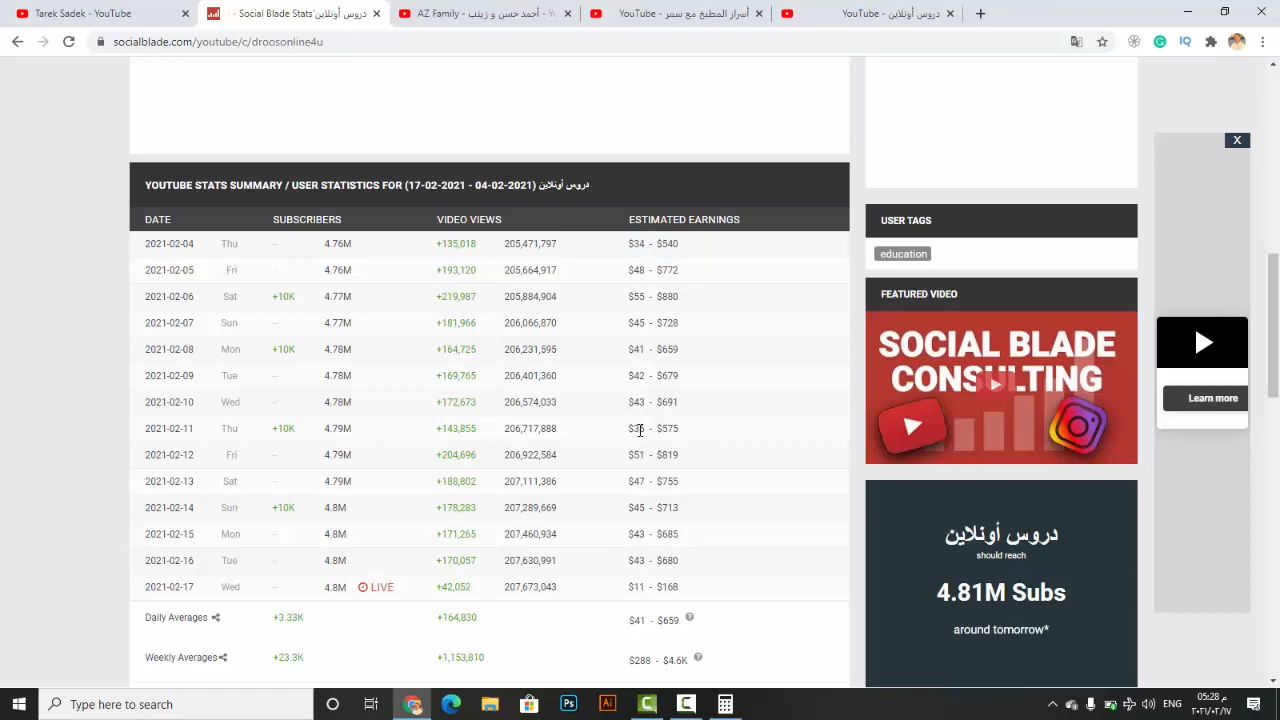 Tarek Sadek - YouTube
دروس أونلاين's Social Blade Stats -
AZ Family - أحمد حسن و زينب - Yo
أسرار المطبخ مع سمر - YouTube
دروس أونلاين - YouTube
socialblade.com/youtube/c/droosonline4u
X
YOUTUBE STATS SUMMARY / USER STATISTICS FOR دروس أونلاين (2021-02-04 - 2021-02-17)
DATE SUBSCRIBERS VIDEO VIEWS ESTIMATED EARNINGS
2021-02-04 Thu -- 4.76M +135,018 205,471,797 $34 - $540
2021-02-05 Fri -- 4.76M +193,120 205,664,917 $48 - $772
2021-02-06 Sat +10K 4.77M +219,987 205,884,904 $55 - $880
2021-02-07 Sun -- 4.77M +181,966 206,066,870 $45 - $728
2021-02-08 Mon +10K 4.78M +164,725 206,231,595 $41 - $659
2021-02-09 Tue -- 4.78M +169,765 206,401,360 $42 - $679
2021-02-10 Wed -- 4.78M +172,673 206,574,033 $43 - $691
2021-02-11 Thu +10K 4.79M +143,855 206,717,888 - $575
2021-02-12 Fri -- 4.79M +204,696 206,922,584 $51 - $819
2021-02-13 Sat -- 4.79M +188,802 207,111,386 $47 - $755
2021-02-14 Sun +10K 4.8M +178,283 207,289,669 $45 - $713
2021-02-15 Mon -- 4.8M +171,265 207,460,934 $43 - $685
2021-02-16 Tue -- 4.8M +170,057 207,630,991 $43 - $680
2021-02-17 Wed -- 4.8M LIVE +42,052 207,673,043 $11 - $168
Daily Averages +3.33K +164,830 $41 - $659
Weekly Averages +23.3K +1,153,810 $288 - $4.6K
USER TAGS
education
FEATURED VIDEO
SOCIAL BLADE
CONSULTING
دروس أونلاين
should reach
4.81M Subs
around tomorrow*
Learn more
Type here to search
Ps
Ai
ENG
05:28 م